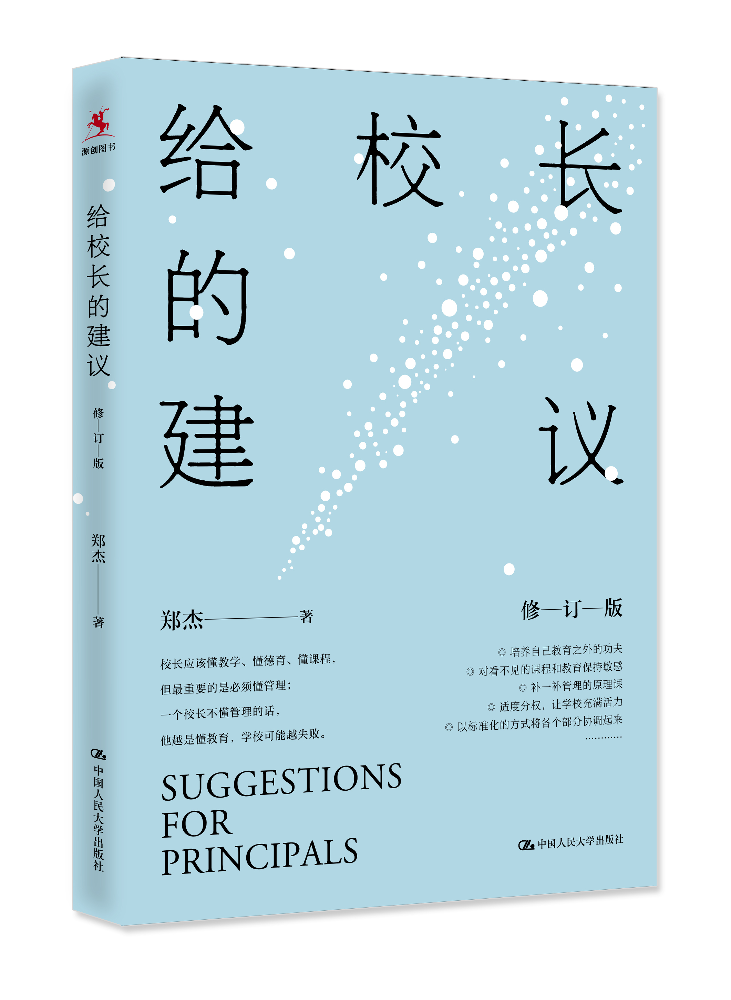 源创图书
给校长的建议
修—订—版
郑杰——著
中国人民大学出版社
给校长
的
建议
郑杰——著
修—订—版
校长应该懂教学、懂德育、懂课程，
但最重要的是必须懂管理；
一个校长不懂管理的话，
他越是懂教育，学校可能越失败。
◎ 培养自己教育之外的功夫
◎ 对看不见的课程和教育保持敏感
◎ 补一补管理的原理课
◎ 适度分权，让学校充满活力
◎ 以标准化的方式将各个部分协调起来
…………
SUGGESTIONS
FOR
PRINCIPALS
中国人民大学出版社